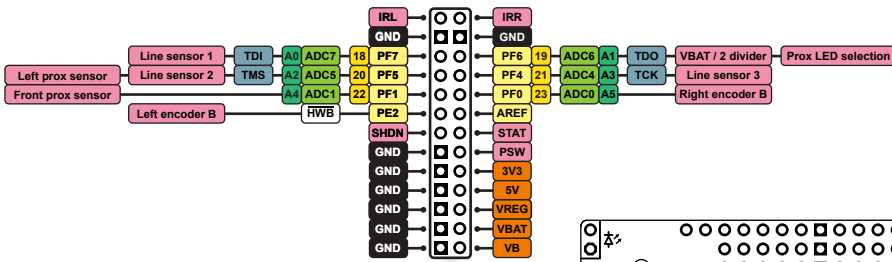 IRL IRR
GND GND
Line sensor 1 TDI A0 ADC7 18 PF7 PF6 19 ADC6 A1 TDO VBAT / 2 divider Prox LED selection
Left prox sensor Line sensor 2 TMS A2 ADC5 20 PF5 PF4 21 ADC4 A3 TCK Line sensor 3
Front prox sensor A4 ADC1 22 PF1 PF0 23 ADC0 A5 Right encoder B
Left encoder B HWB PE2 AREF
SHDN STAT
GND PSW
GND 3V3
GND 5V
GND VREG
GND VBAT
GND VB